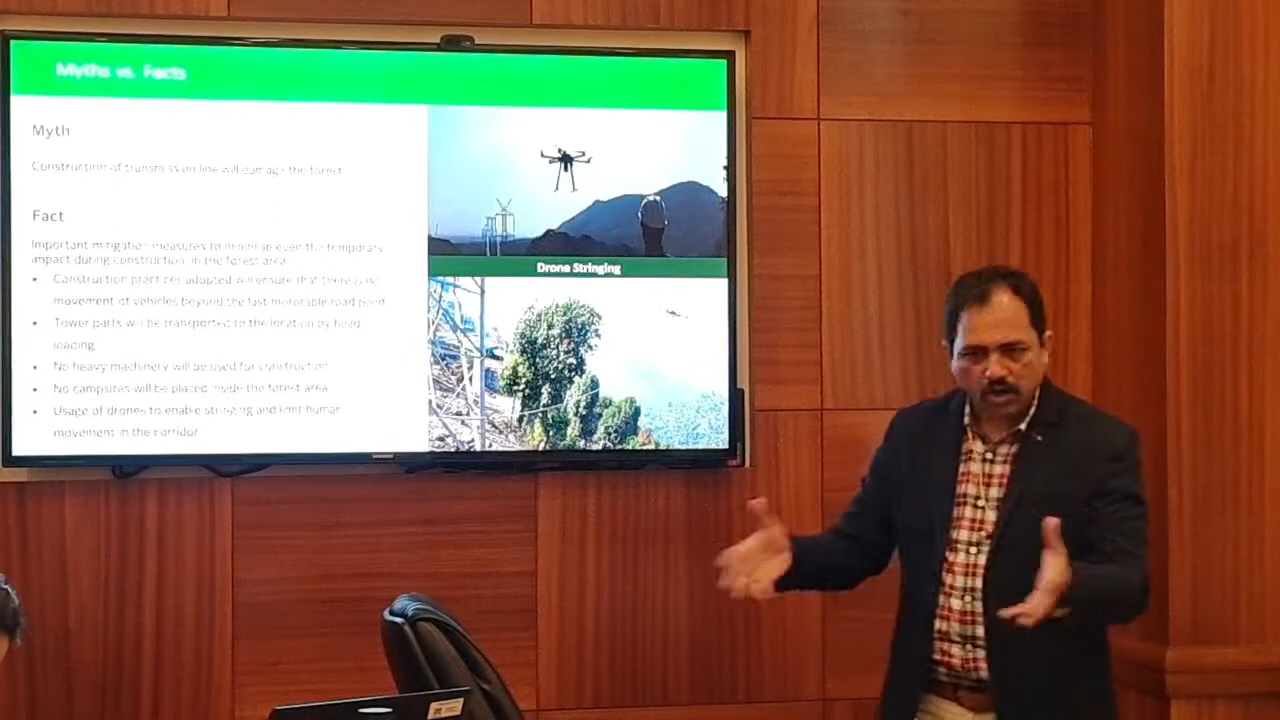 Myths vs. Facts
Myth
Construction of transmission line will damage the forest
Fact
Important mitigation measures to minimise even the temporary
impact during construction in the forest area
• Construction practices adopted will ensure that there is no
movement of vehicles beyond the last motorable road point
• Tower parts will be transported to the location by head
loading
• No heavy machinery will be used for construction
• No campsites will be placed inside the forest area
• Usage of drones to enable stringing and limit human
movement in the corridor
Drone Stringing